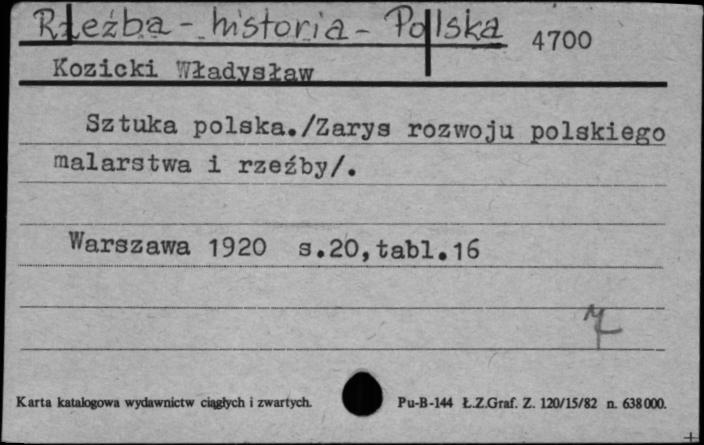 Rzeźba - historia - Polska 4700
Kozicki Władysław
Sztuka polska./Zarys rozwoju polskiego
malarstwa i rzeźby/.
Warszawa 1920 s.20,tabl.16
Karta katalogowa wydawnictw ciągłych i zwartych. Pu-B-144 Ł.Z.Graf. Z. 120/15/82 n. 638000.